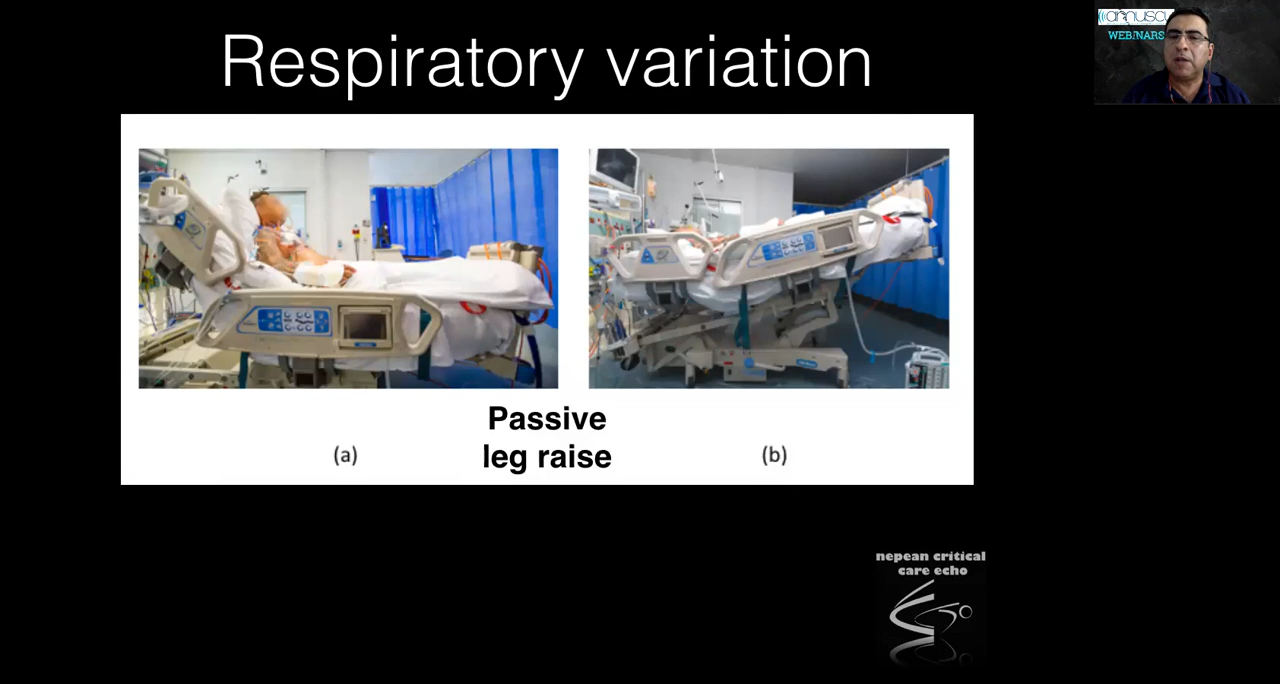 Respiratory variation
WEBINARS
Passive
leg raise
(a)
(b)
nepean critical
care echo